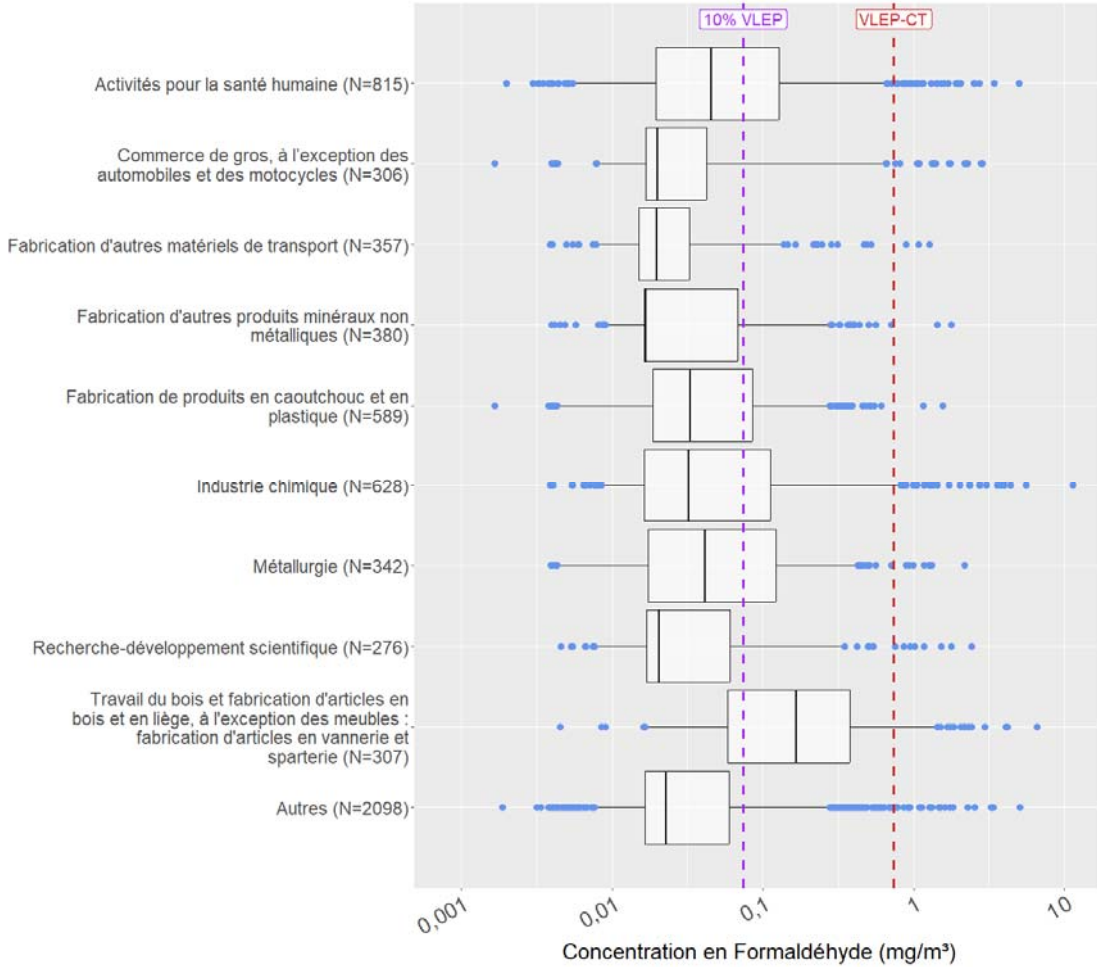 10% VLEP
VLEP-CT
Activités pour la santé humaine (N=815)
Commerce de gros, à l'exception des
automobiles et des motocycles (N=306)
Fabrication d'autres matériels de transport (N=357)
Fabrication d'autres produits minéraux non
métalliques (N=380)
Fabrication de produits en caoutchouc et en
plastique (N=589)
Industrie chimique (N=628)
Métallurgie (N=342)
Recherche-développement scientifique (N=276)
Travail du bois et fabrication d'articles en
bois et en liège, à l'exception des meubles :
fabrication d'articles en vannerie et
sparterie (N=307)
Autres (N=2098)
0,001
0,01
0,1
1
10
Concentration en Formaldéhyde (mg/m³)